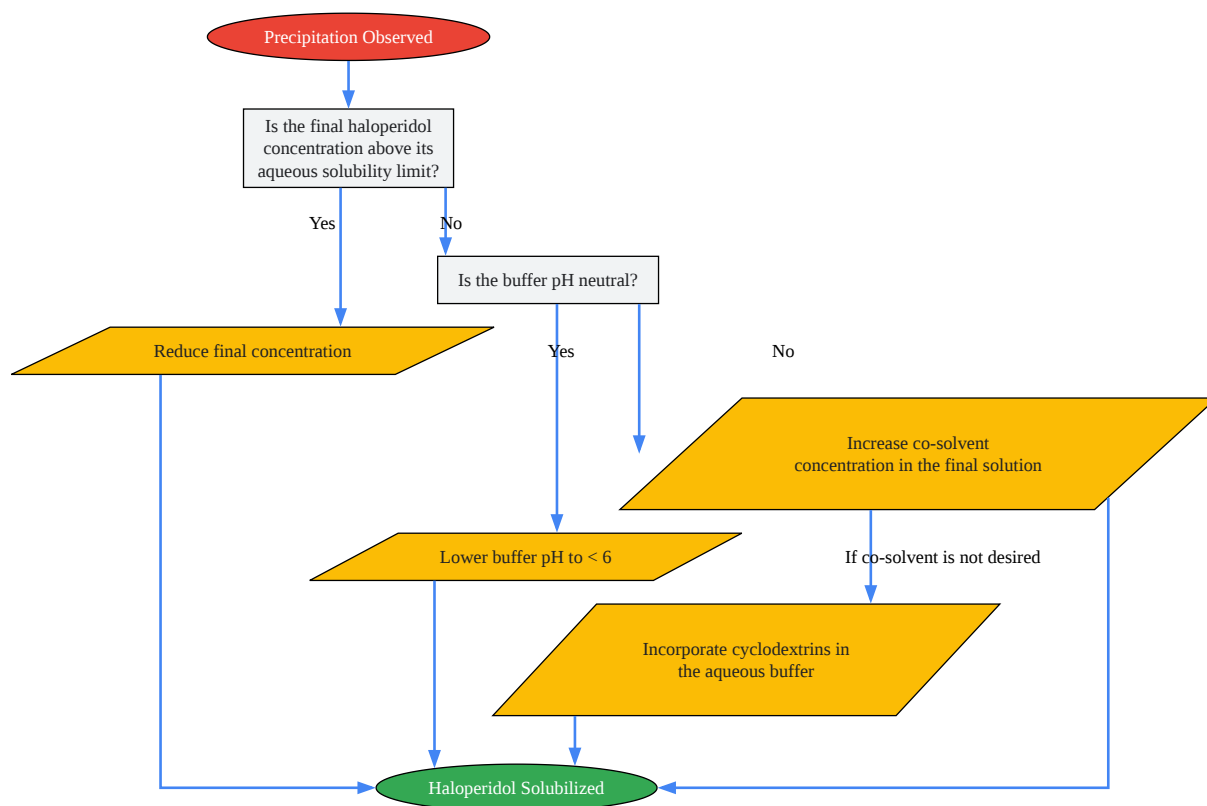 Precipitation Observed
Is the final haloperidol
concentration above its
aqueous solubility limit?
Yes
No
Is the buffer pH neutral?
Reduce final concentration
Yes
No
Increase co-solvent
concentration in the final solution
Lower buffer pH to < 6
If co-solvent is not desired
Incorporate cyclodextrins in
the aqueous buffer
Haloperidol Solubilized